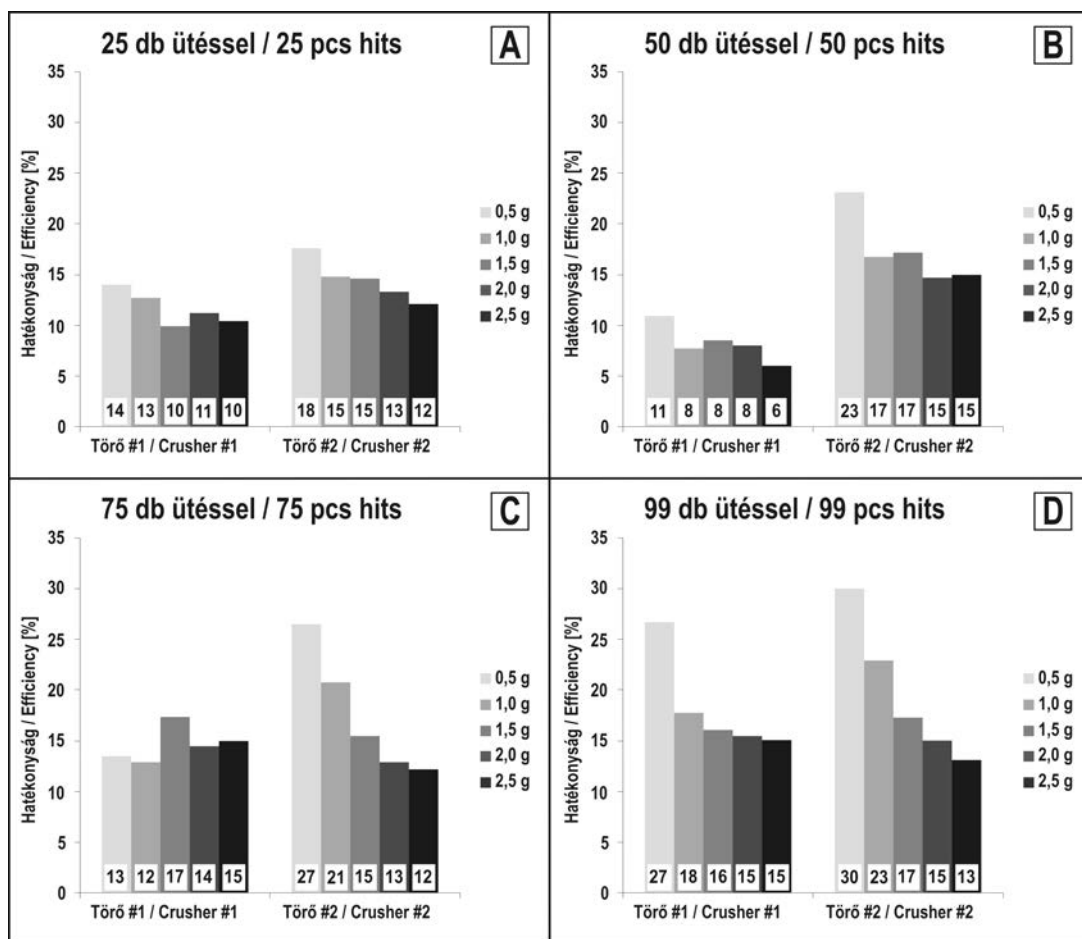 25 db ütéssel / 25 pcs hits
A
Hatékonyság / Efficiency [%]
35
30
25
20
15
10
5
0
14 13 10 11 10 18 15 15 13 12
Törő #1 / Crusher #1 Törő #2 / Crusher #2
0,5 g
1,0 g
1,5 g
2,0 g
2,5 g
50 db ütéssel / 50 pcs hits
B
Hatékonyság / Efficiency [%]
35
30
25
20
15
10
5
0
11 8 8 8 6 23 17 17 15 15
Törő #1 / Crusher #1 Törő #2 / Crusher #2
0,5 g
1,0 g
1,5 g
2,0 g
2,5 g
75 db ütéssel / 75 pcs hits
C
Hatékonyság / Efficiency [%]
35
30
25
20
15
10
5
0
13 12 17 14 15 27 21 15 13 12
Törő #1 / Crusher #1 Törő #2 / Crusher #2
0,5 g
1,0 g
1,5 g
2,0 g
2,5 g
99 db ütéssel / 99 pcs hits
D
Hatékonyság / Efficiency [%]
35
30
25
20
15
10
5
0
27 18 16 15 15 30 23 17 15 13
Törő #1 / Crusher #1 Törő #2 / Crusher #2
0,5 g
1,0 g
1,5 g
2,0 g
2,5 g